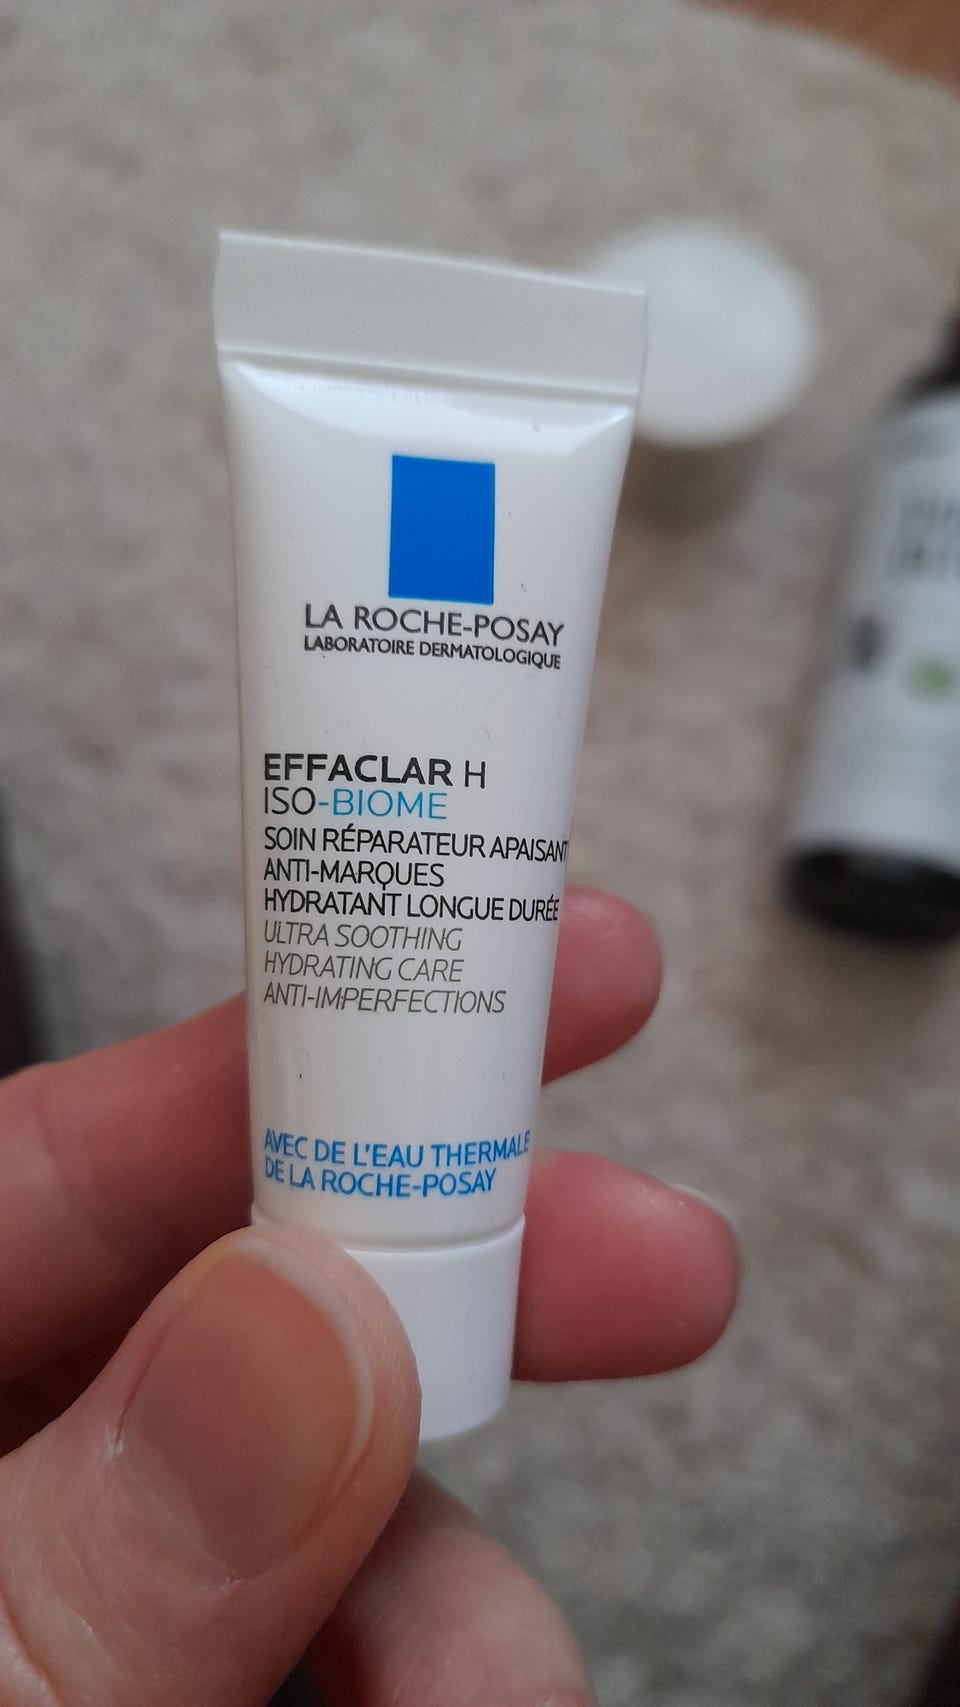 LA ROCHE-POSAY
LABORATOIRE DERMATOLOGIQUE
EFFACLAR H
ISO-BIOME
SOIN RÉPARATEUR APAISANT
ANTI-MARQUES
HYDRATANT LONGUE DURÉE
ULTRA SOOTHING
HYDRATING CARE
ANTI-IMPERFECTIONS
AVEC DE L'EAU THERMALE
DE LA ROCHE-POSAY